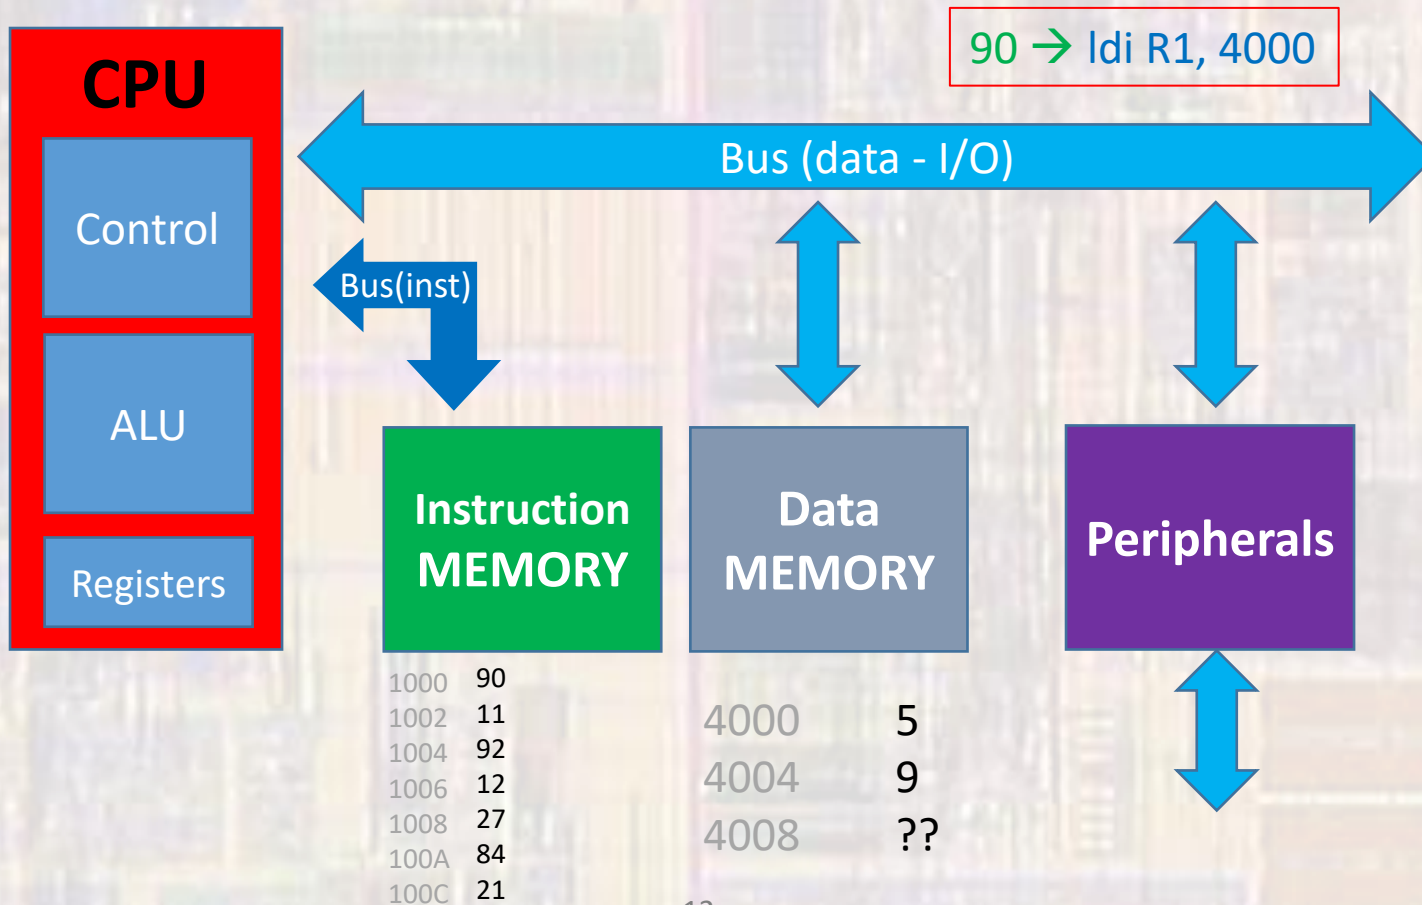 90 → ldi R1, 4000
CPU
Bus (data - I/O)
Control
Bus(inst)
ALU
Registers
Instruction
MEMORY
Data
MEMORY
Peripherals
1000 90
1002 11
1004 92
1006 12
1008 27
100A 84
100C 21
4000 5
4004 9
4008 ??